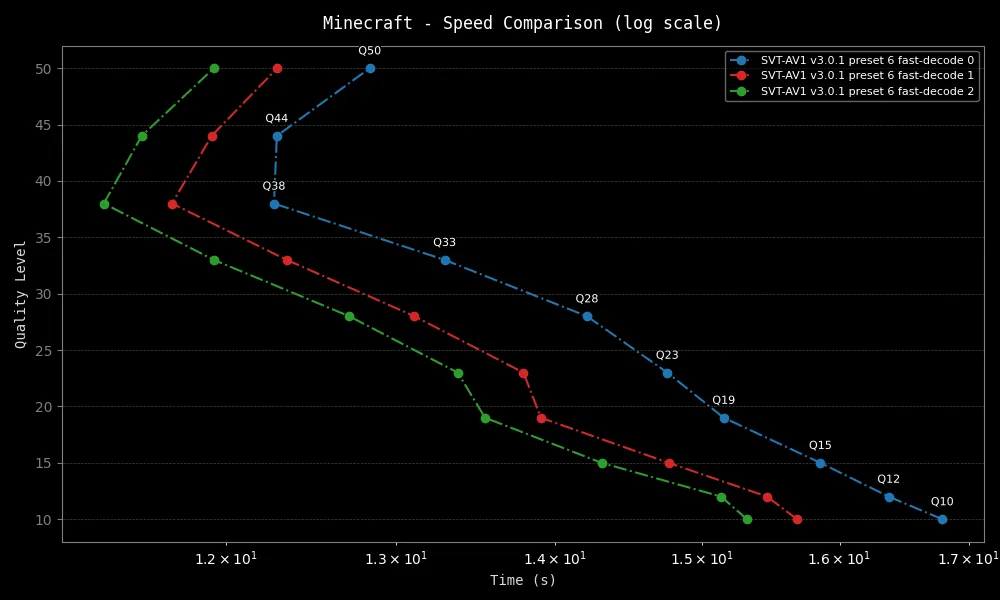 Minecraft - Speed Comparison (log scale)
SVT-AV1 v3.0.1 preset 6 fast-decode 0
SVT-AV1 v3.0.1 preset 6 fast-decode 1
SVT-AV1 v3.0.1 preset 6 fast-decode 2
Quality Level
50
45
40
35
30
25
20
15
10
Q50
Q44
Q38
Q33
Q28
Q23
Q19
Q15
Q12
Q10
1.2 × 10¹
1.3 × 10¹
1.4 × 10¹
1.5 × 10¹
1.6 × 10¹
1.7 × 10¹
Time (s)